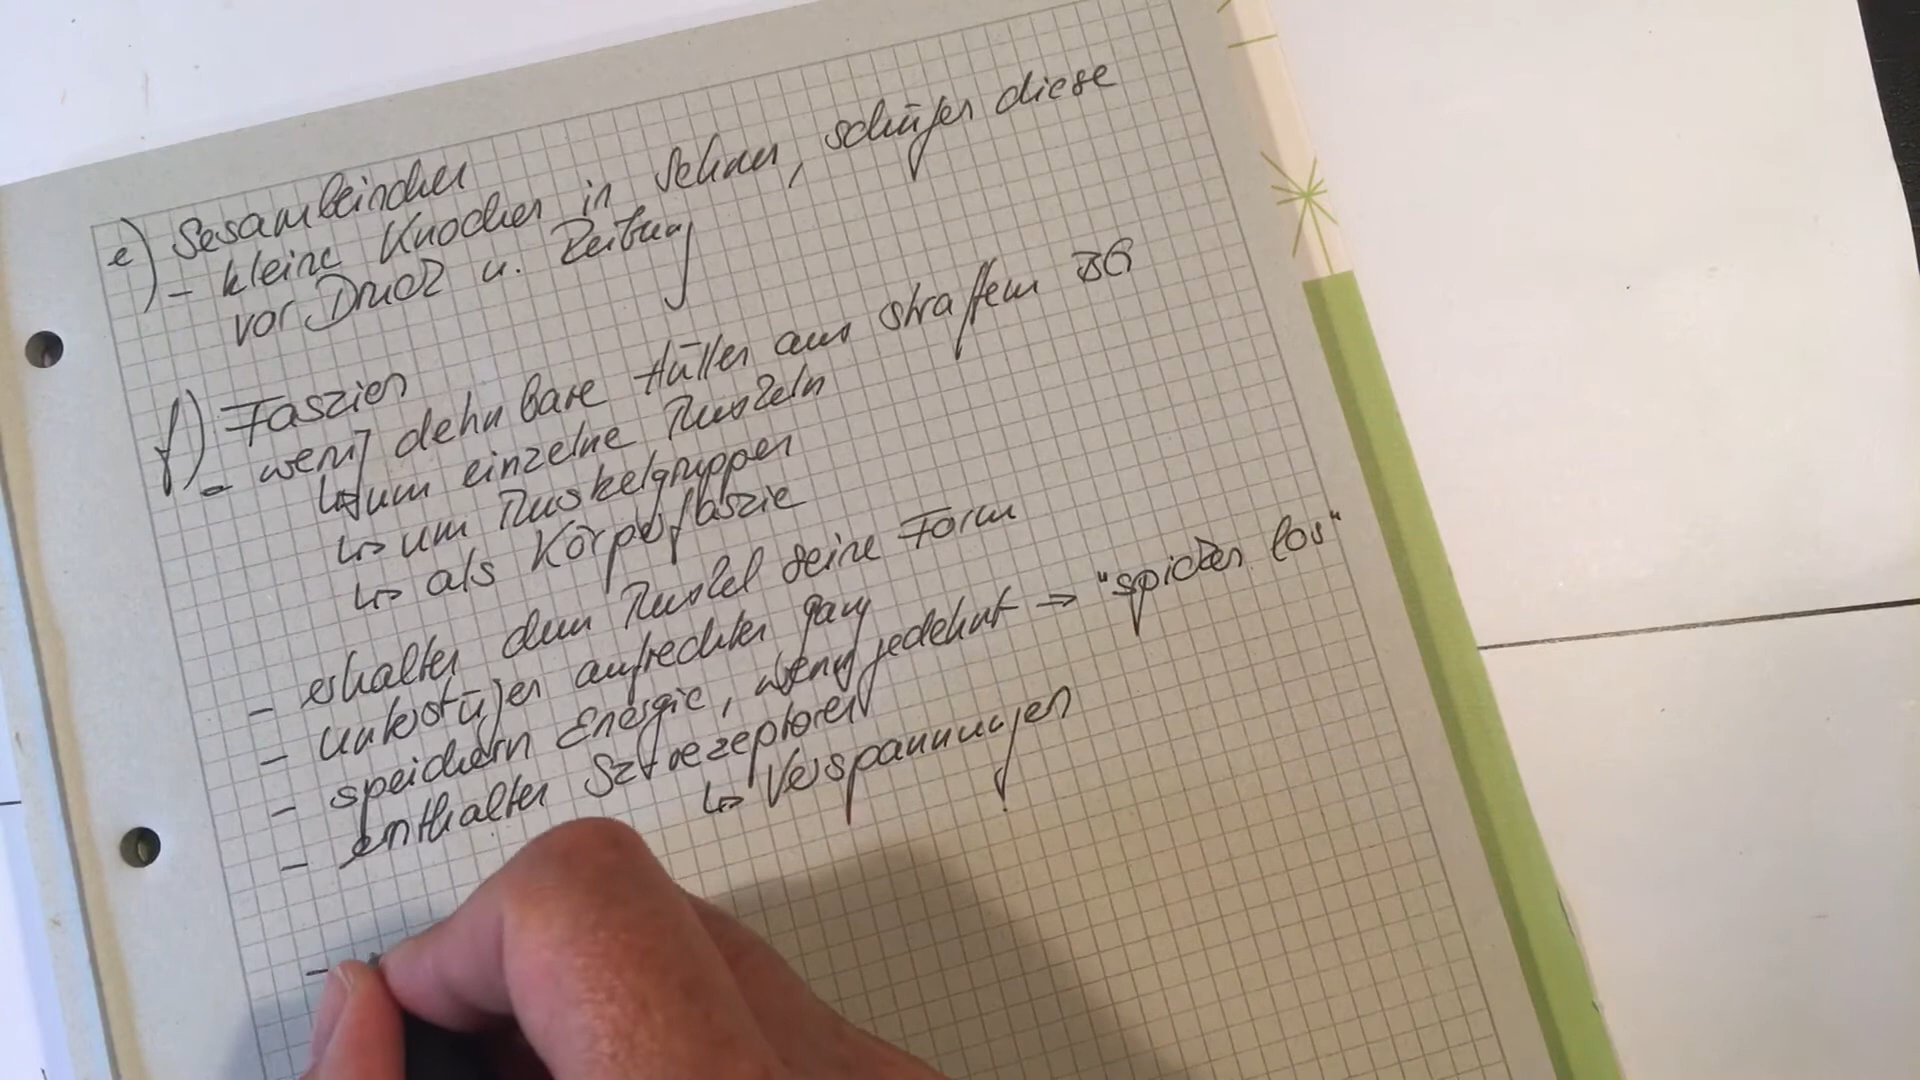 e) Sesambeinchen
- kleine Knochen in Sehnen, schützen diese
vor Druck u. Reibung
f) Faszien
- wenig dehnbare Hüllen aus straffem BG
↳ um einzelne Muskeln
↳ um Muskelgruppen
↳ als Körperfaszie
- erhalten dem Muskel seine Form
- unterstützen aufrechten gang
- speichern Energie, wenn gedehnt → "spicken los"
- enthalten Sz+rezeptoren
↳ Verspannungen
-